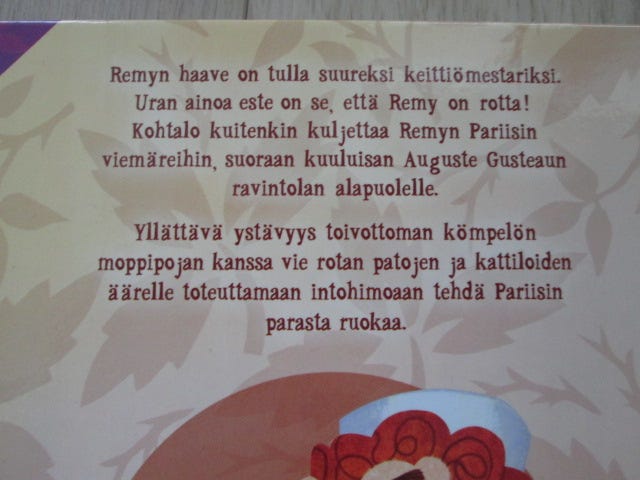 Remyn haave on tulla suureksi keittiömestariksi.
Uran ainoa este on se, että Remy on rotta!
Kohtalo kuitenkin kuljettaa Remyn Pariisin
viemäreihin, suoraan kuuluisan Auguste Gusteaun
ravintolan alapuolelle.
Yllättävä ystävyys toivottoman kömpelön
moppipojan kanssa vie rotan patojen ja kattiloiden
äärelle toteuttamaan intohimoaan tehdä Pariisin
parasta ruokaa.